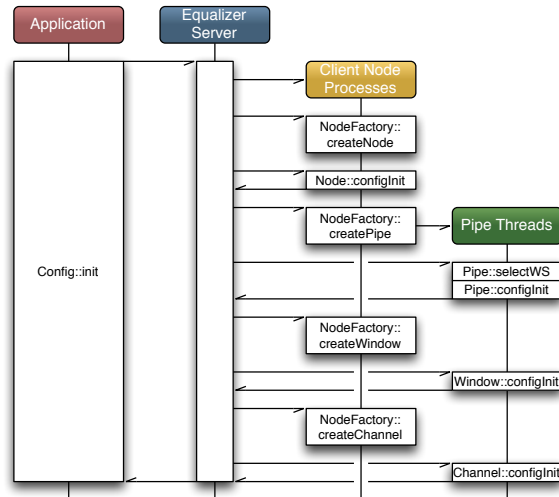 Application
Equalizer
Server
Client Node
Processes
NodeFactory::
createNode
Node::configInit
NodeFactory::
createPipe
Pipe Threads
Config::init
Pipe::selectWS
Pipe::configInit
NodeFactory::
createWindow
Window::configInit
NodeFactory::
createChannel
Channel::configInit